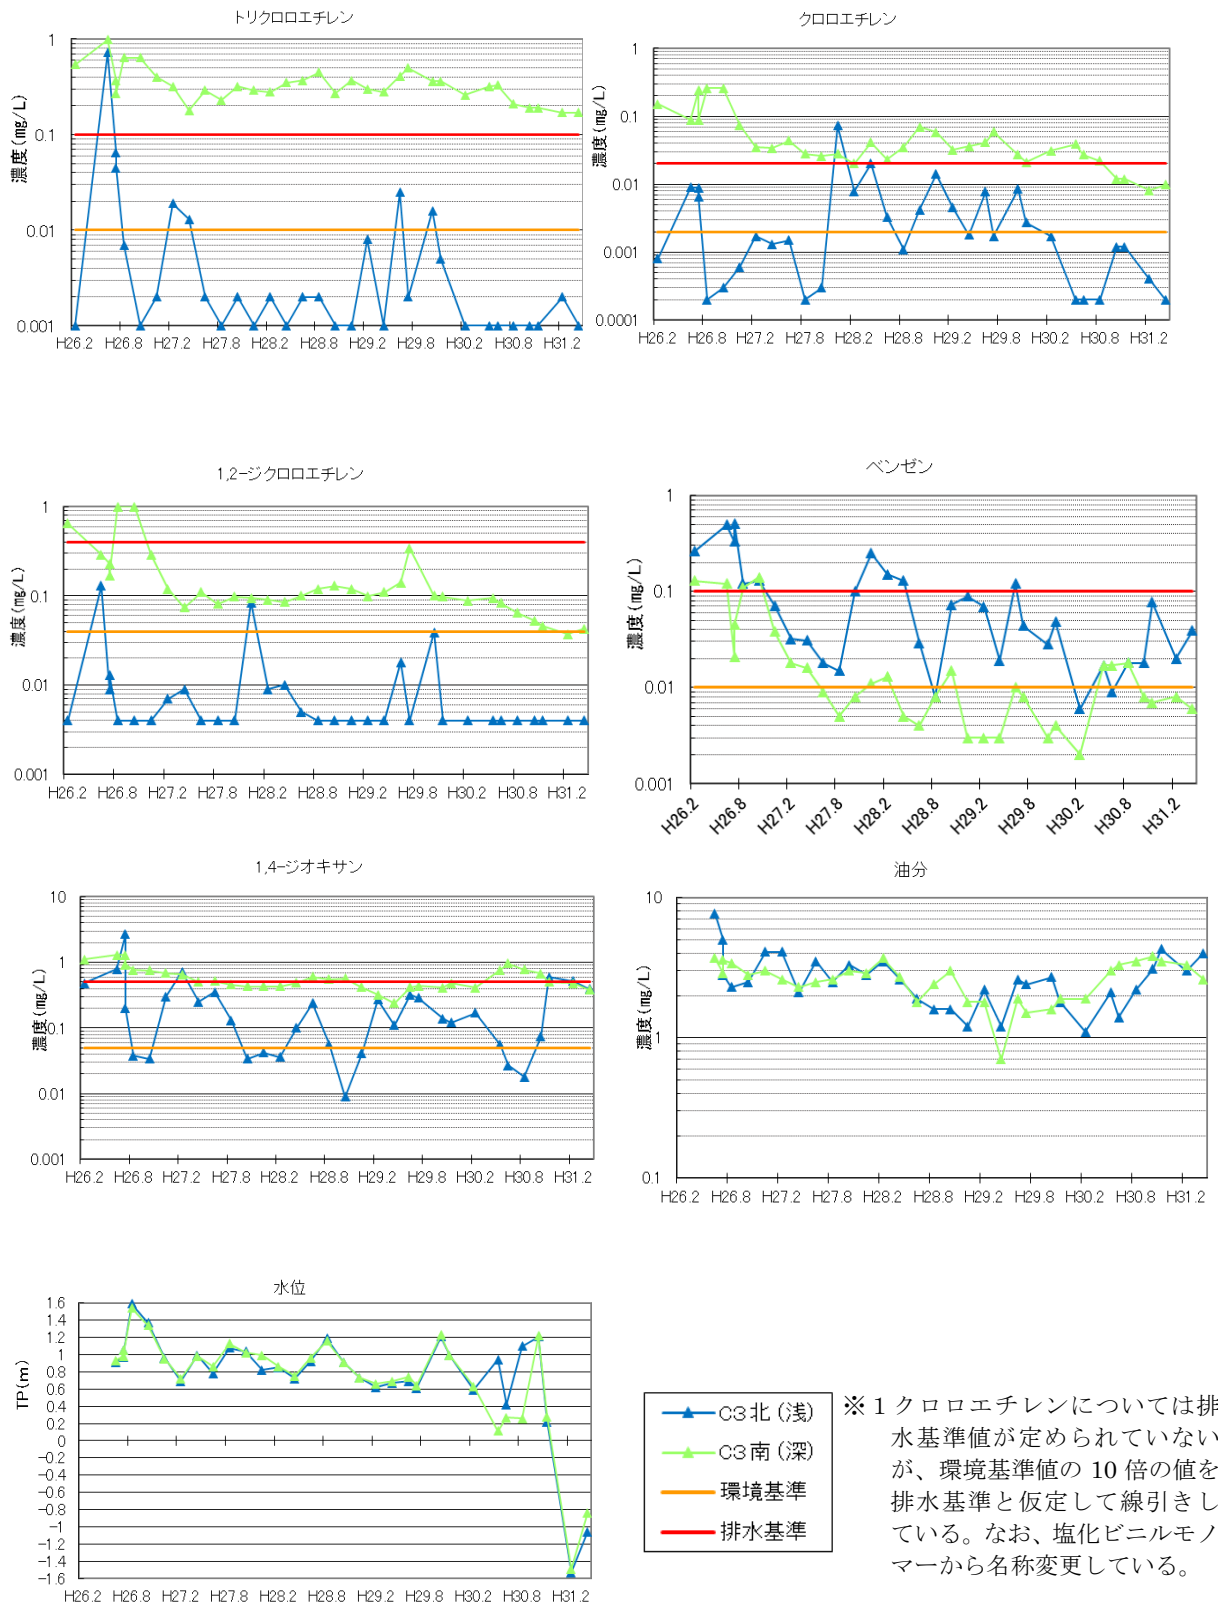 トリクロロエチレン
濃度(mg/L)
1
0.1
0.01
0.001
H26.2 H26.8 H27.2 H27.8 H28.2 H28.8 H29.2 H29.8 H30.2 H30.8 H31.2
クロロエチレン
濃度(mg/L)
1
0.1
0.01
0.001
0.0001
H26.2 H26.8 H27.2 H27.8 H28.2 H28.8 H29.2 H29.8 H30.2 H30.8 H31.2
1,2-ジクロロエチレン
濃度(mg/L)
1
0.1
0.01
0.001
H26.2 H26.8 H27.2 H27.8 H28.2 H28.8 H29.2 H29.8 H30.2 H30.8 H31.2
ベンゼン
濃度(mg/L)
1
0.1
0.01
0.001
H26.2 H26.8 H27.2 H27.8 H28.2 H28.8 H29.2 H29.8 H30.2 H30.8 H31.2
1,4-ジオキサン
濃度(mg/L)
10
1
0.1
0.01
0.001
H26.2 H26.8 H27.2 H27.8 H28.2 H28.8 H29.2 H29.8 H30.2 H30.8 H31.2
油分
濃度(mg/L)
10
1
0.1
H26.2 H26.8 H27.2 H27.8 H28.2 H28.8 H29.2 H29.8 H30.2 H30.8 H31.2
水位
TP(m)
1.6
1.4
1.2
1
0.8
0.6
0.4
0.2
0
-0.2
-0.4
-0.6
-0.8
-1
-1.2
-1.4
-1.6
H26.2 H26.8 H27.2 H27.8 H28.2 H28.8 H29.2 H29.8 H30.2 H30.8 H31.2
C3北(浅)
C3南(深)
環境基準
排水基準
※1クロロエチレンについては排
水基準値が定められていない
が、環境基準値の 10 倍の値を
排水基準と仮定して線引きし
ている。なお、塩化ビニルモノ
マーから名称変更している。